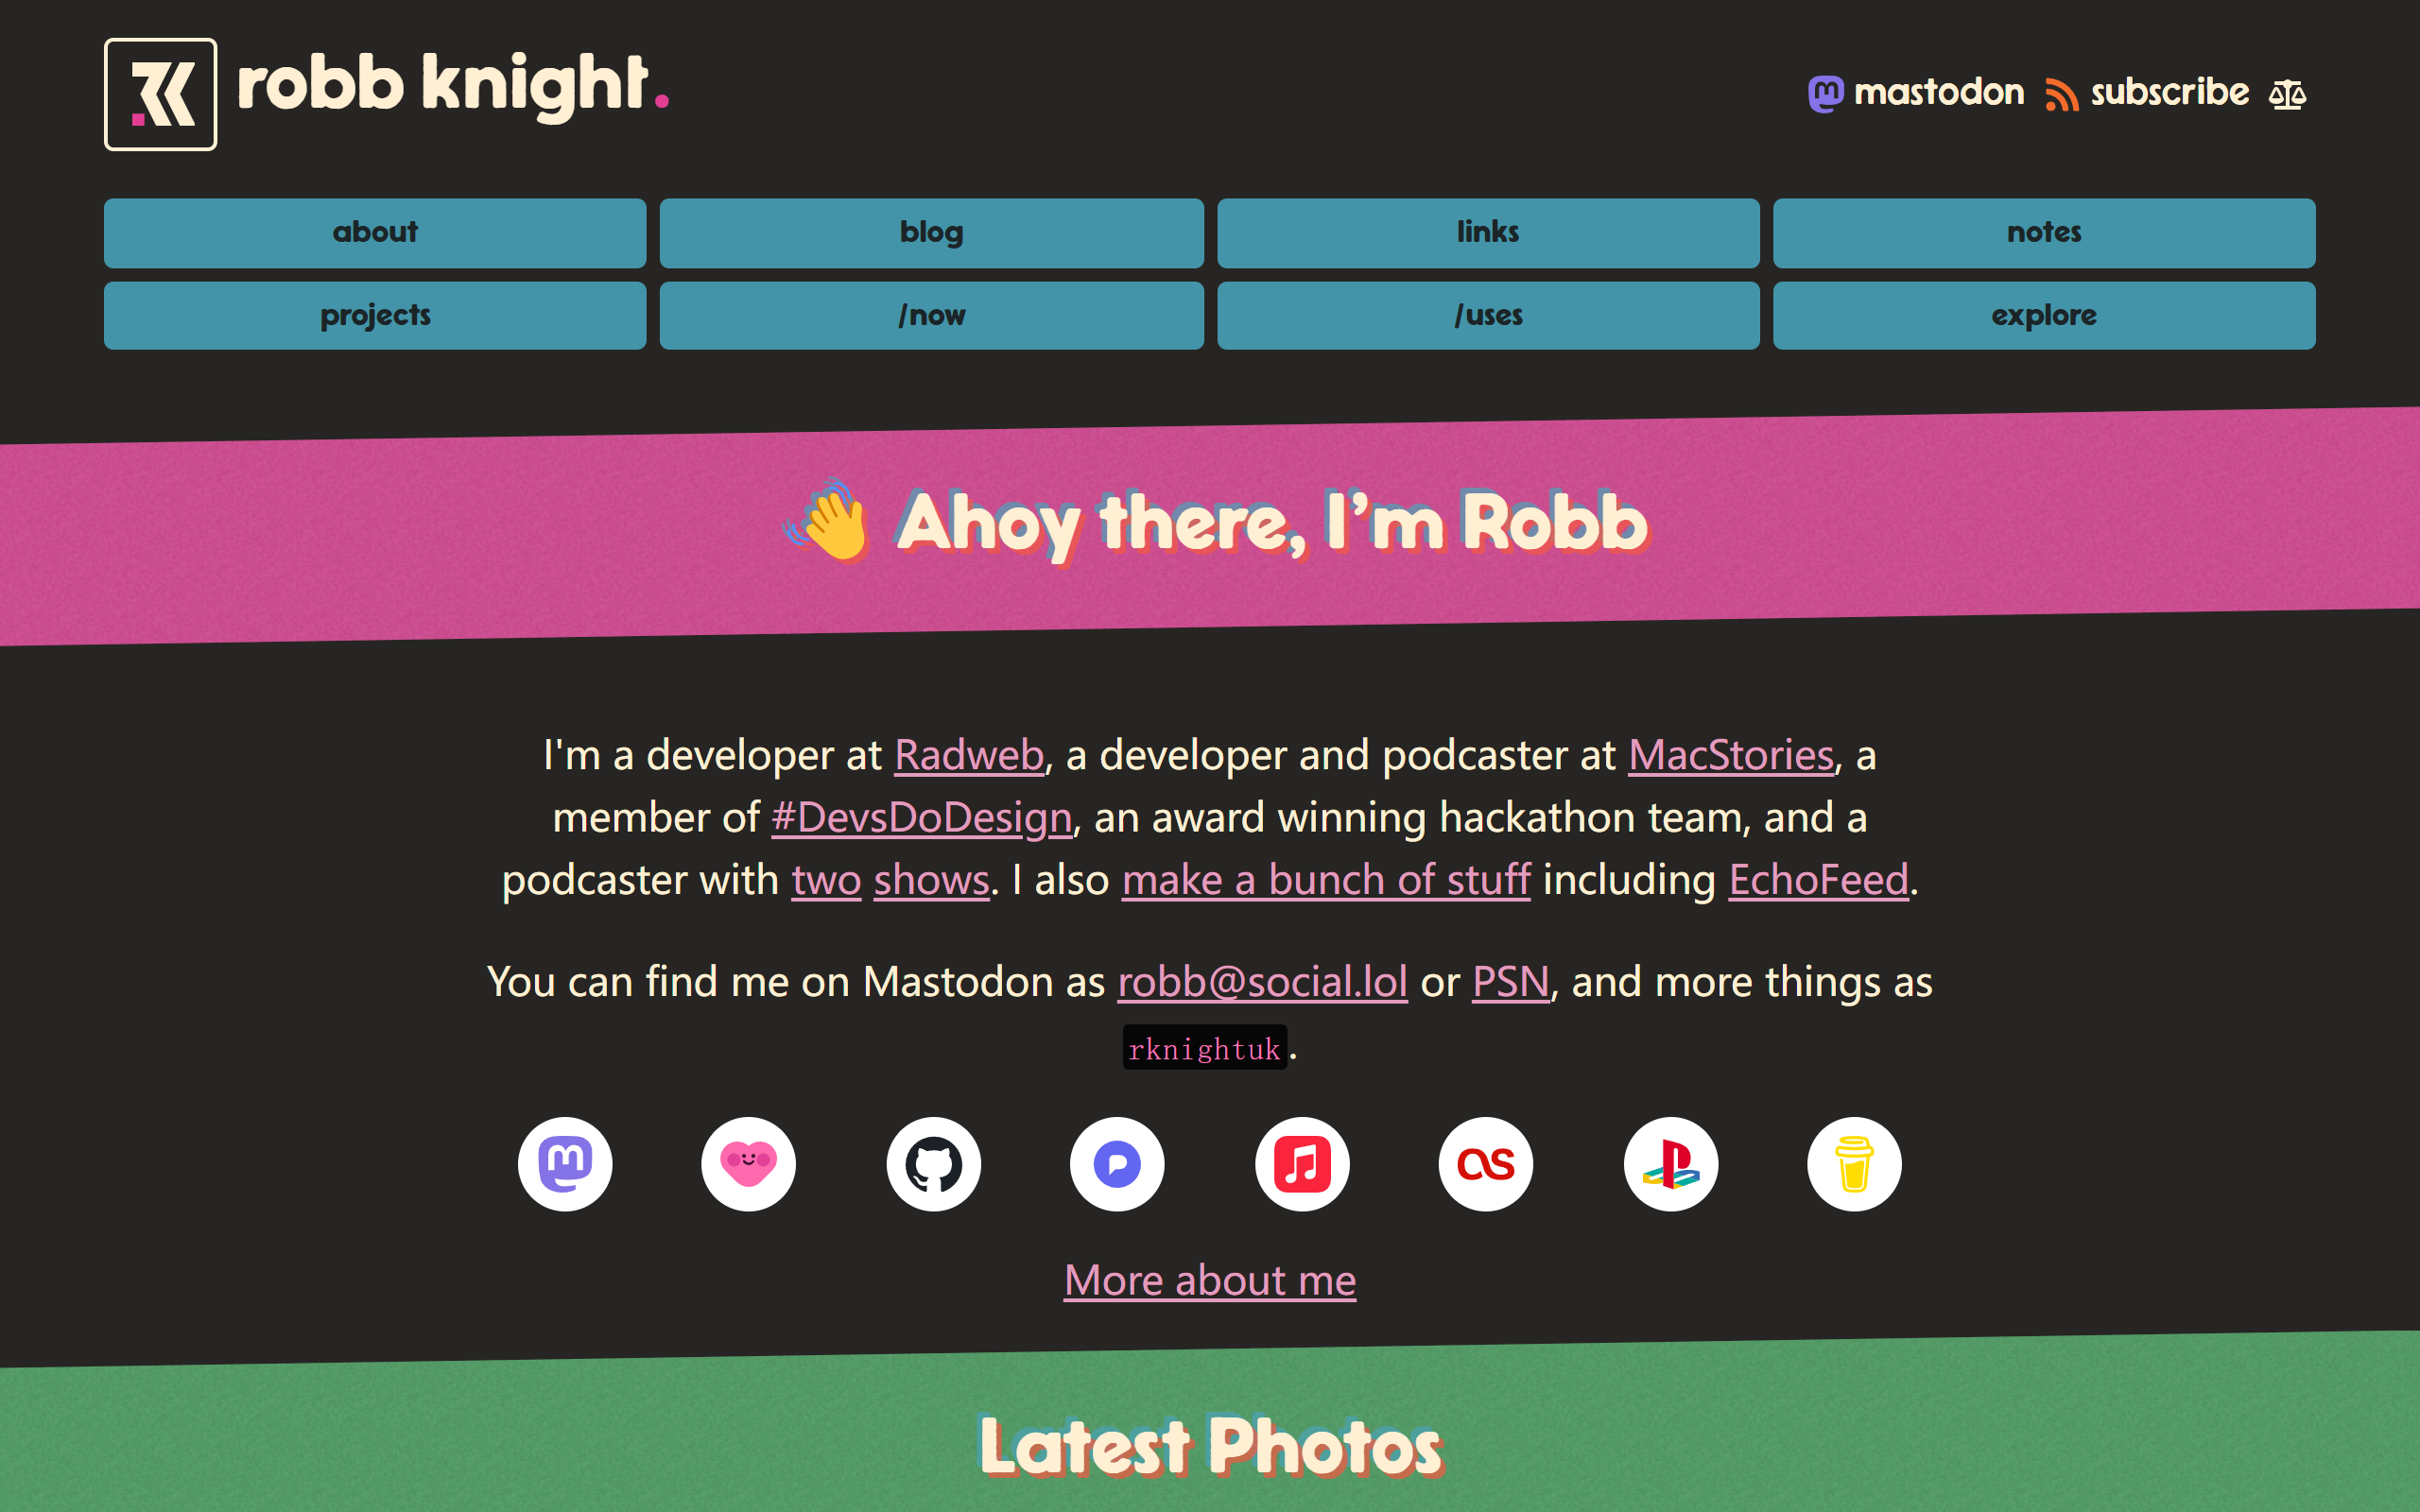 robb knight.
mastodon subscribe
about blog links notes
projects /now /uses explore
👋 Ahoy there, I’m Robb
I'm a developer at Radweb, a developer and podcaster at MacStories, a
member of #DevsDoDesign, an award winning hackathon team, and a
podcaster with two shows. I also make a bunch of stuff including EchoFeed.
You can find me on Mastodon as robb@social.lol or PSN, and more things as
rknightuk.
More about me
Latest Photos